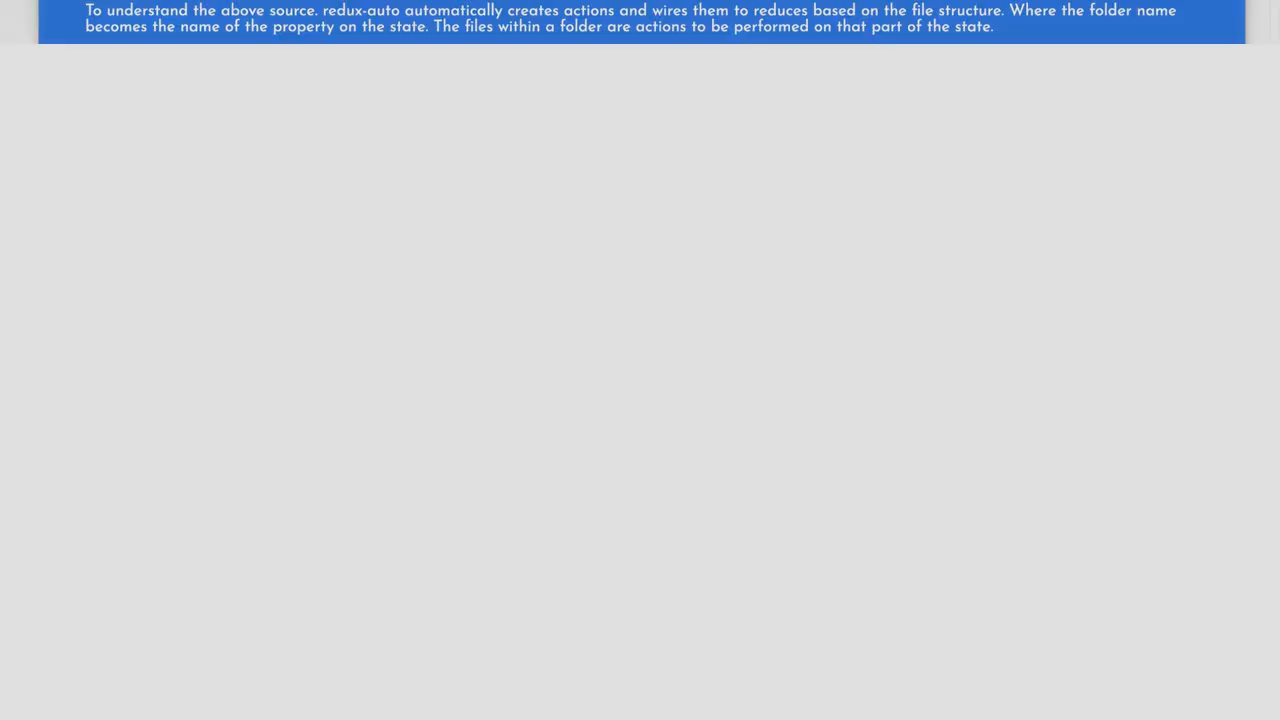 To understand the above source. redux-auto automatically creates actions and wires them to reduces based on the file structure. Where the folder name
becomes the name of the property on the state. The files within a folder are actions to be performed on that part of the state.